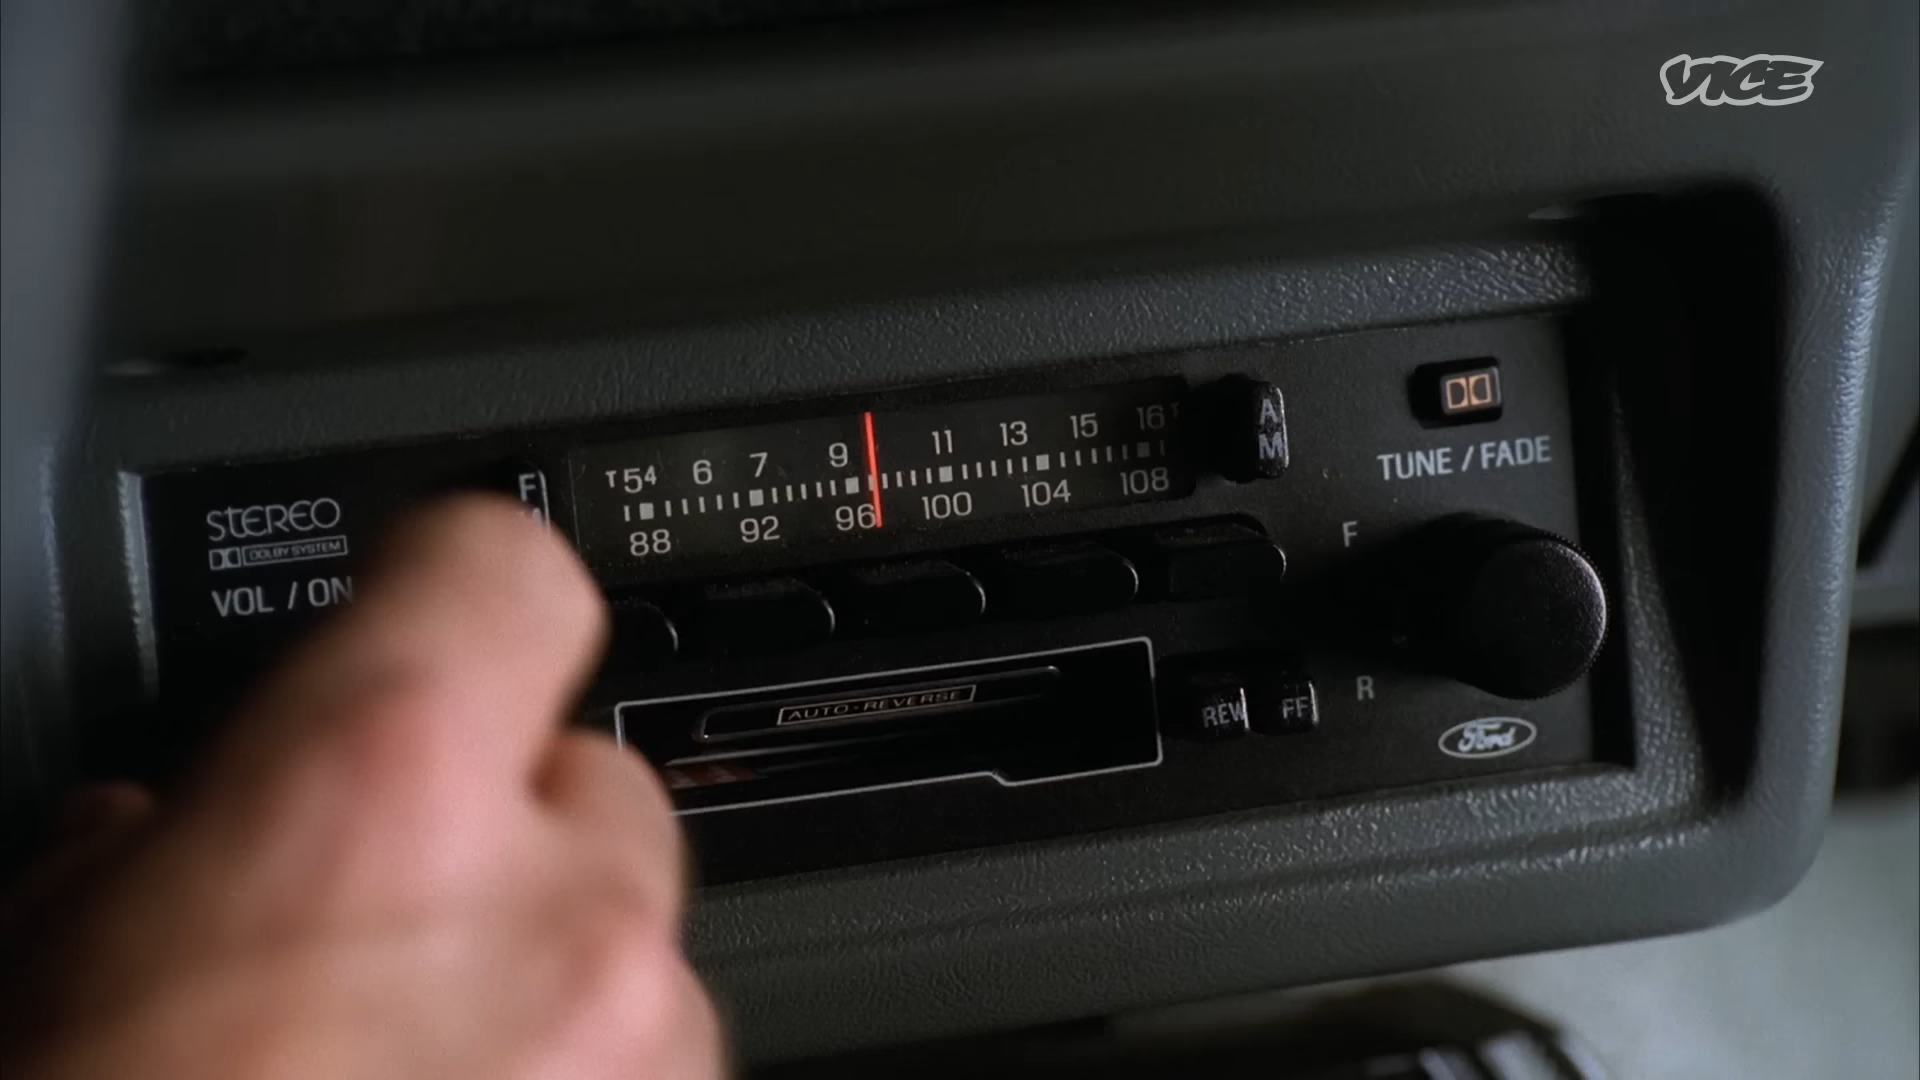 VICE
T 54 6 7 9 11 13 15 16
88 92 96 100 104 108
AM
F
STEREO
DOLBY SYSTEM
VOL / ON
TUNE / FADE
F
R
AUTO·REVERSE
REW FF
Ford